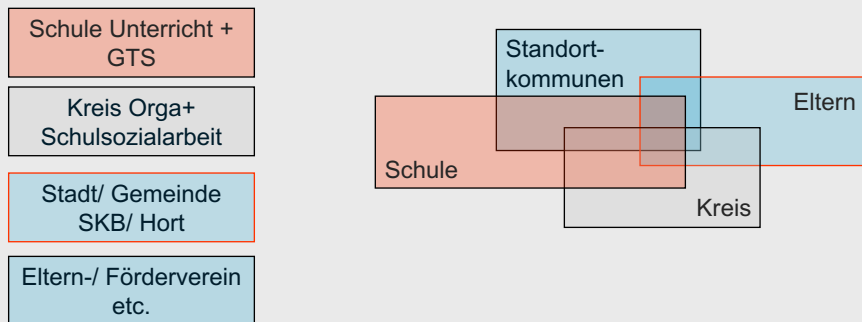 Schule Unterricht +
GTS
Kreis Orga+
Schulsozialarbeit
Stadt/ Gemeinde
SKB/ Hort
Eltern-/ Förderverein
etc.
Standort-
kommunen
Eltern
Schule
Kreis